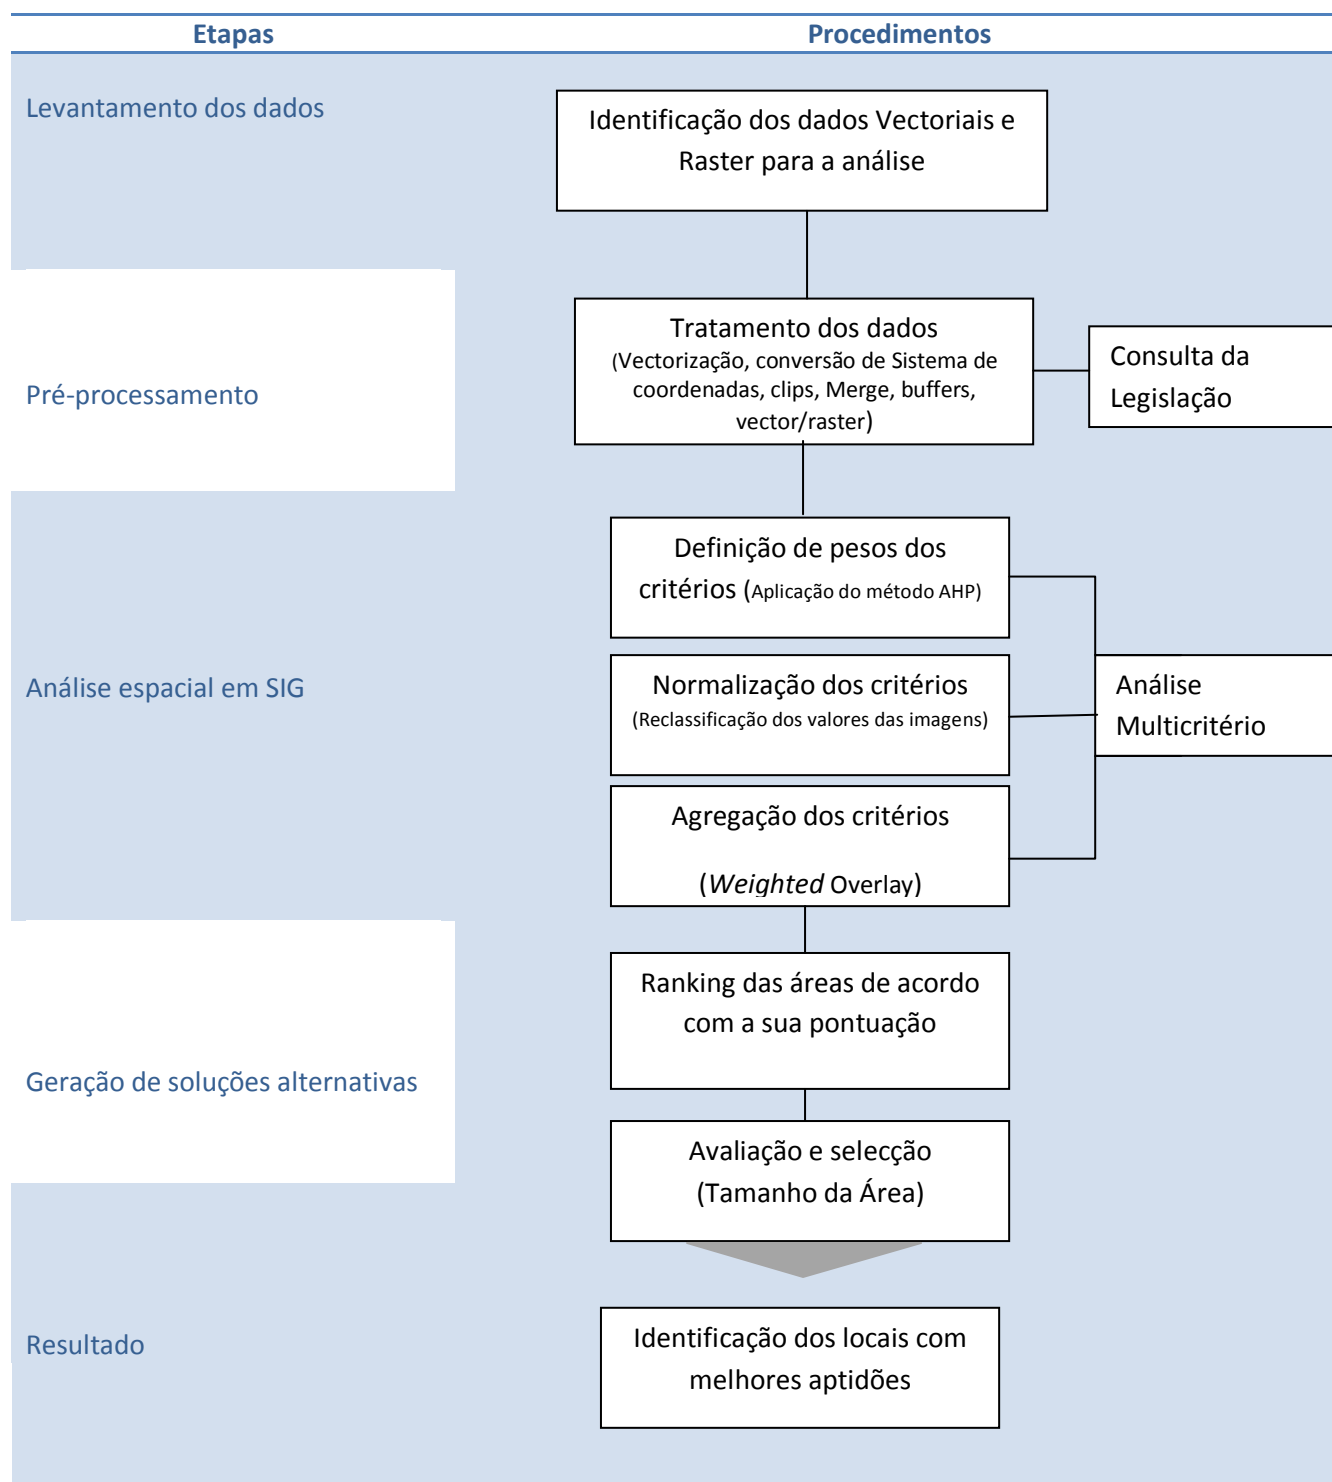 Etapas
Procedimentos
Levantamento dos dados
Identificação dos dados Vectoriais e
Raster para a análise
Pré-processamento
Tratamento dos dados
(Vectorização, conversão de Sistema de
coordenadas, clips, Merge, buffers,
vector/raster)
Consulta da
Legislação
Análise espacial em SIG
Definição de pesos dos
critérios (Aplicação do método AHP)
Normalização dos critérios
(Reclassificação dos valores das imagens)
Agregação dos critérios
(Weighted Overlay)
Análise
Multicritério
Geração de soluções alternativas
Ranking das áreas de acordo
com a sua pontuação
Avaliação e selecção
(Tamanho da Área)
Resultado
Identificação dos locais com
melhores aptidões